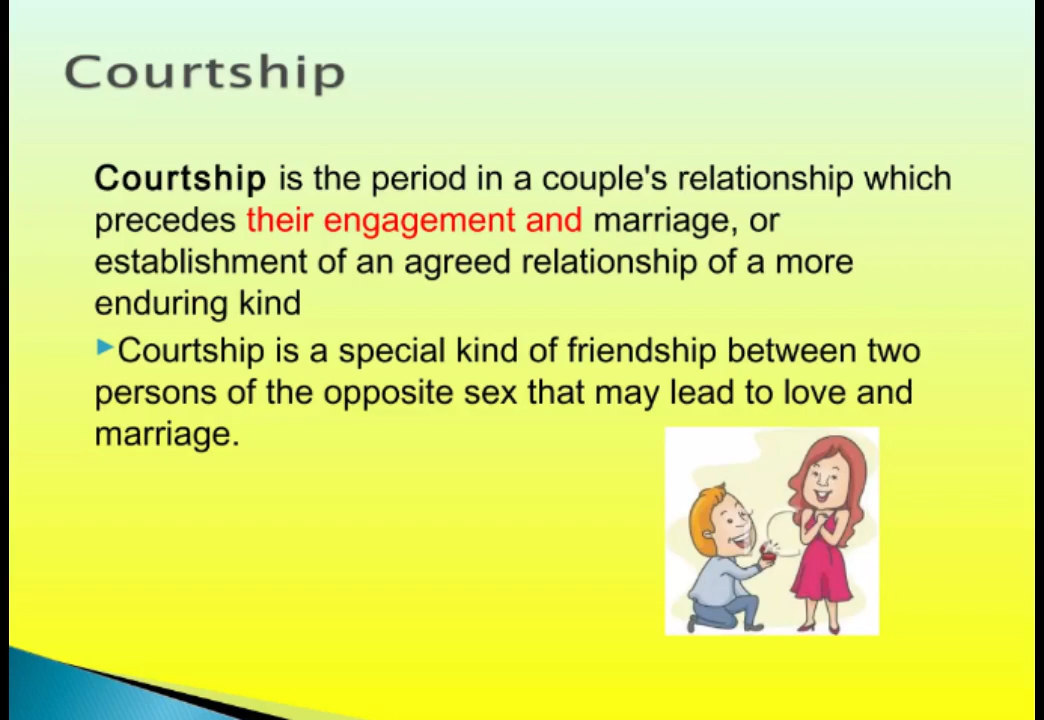 Courtship
Courtship is the period in a couple's relationship which
precedes their engagement and marriage, or
establishment of an agreed relationship of a more
enduring kind
Courtship is a special kind of friendship between two
persons of the opposite sex that may lead to love and
marriage.